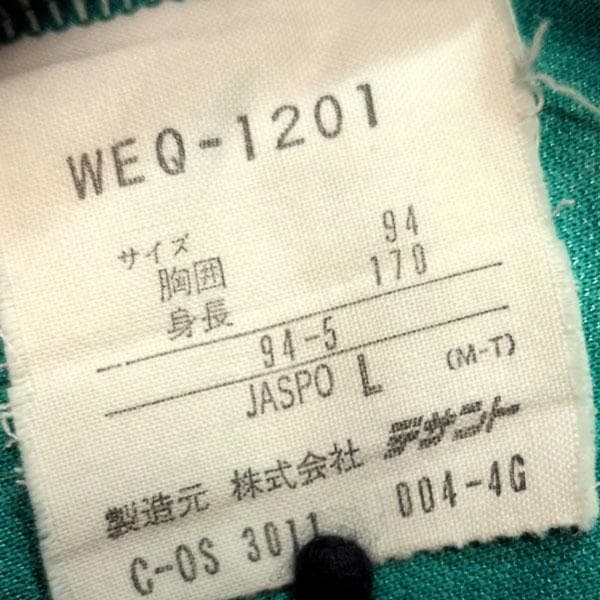 WEQ-1201
サイズ
胸囲 94
身長 170
94-5
JASPO L (M-T)
製造元 株式会社 デサント
C-OS 3011 004-4G